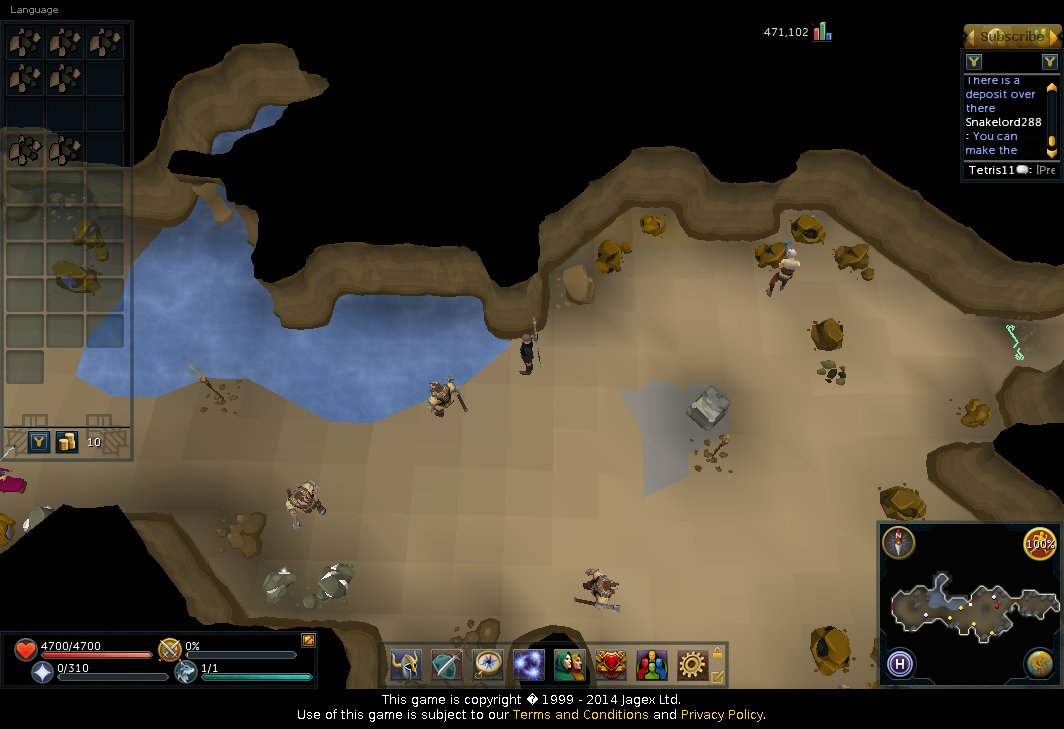 Language
471,102
Subscribe
There is a
deposit over
there
Snakelord288
: You can
make the
Tetris11: [Pre
10
N
100%
H
4700/4700
0%
0/310
1/1
This game is copyright � 1999 - 2014 Jagex Ltd.
Use of this game is subject to our Terms and Conditions and Privacy Policy.